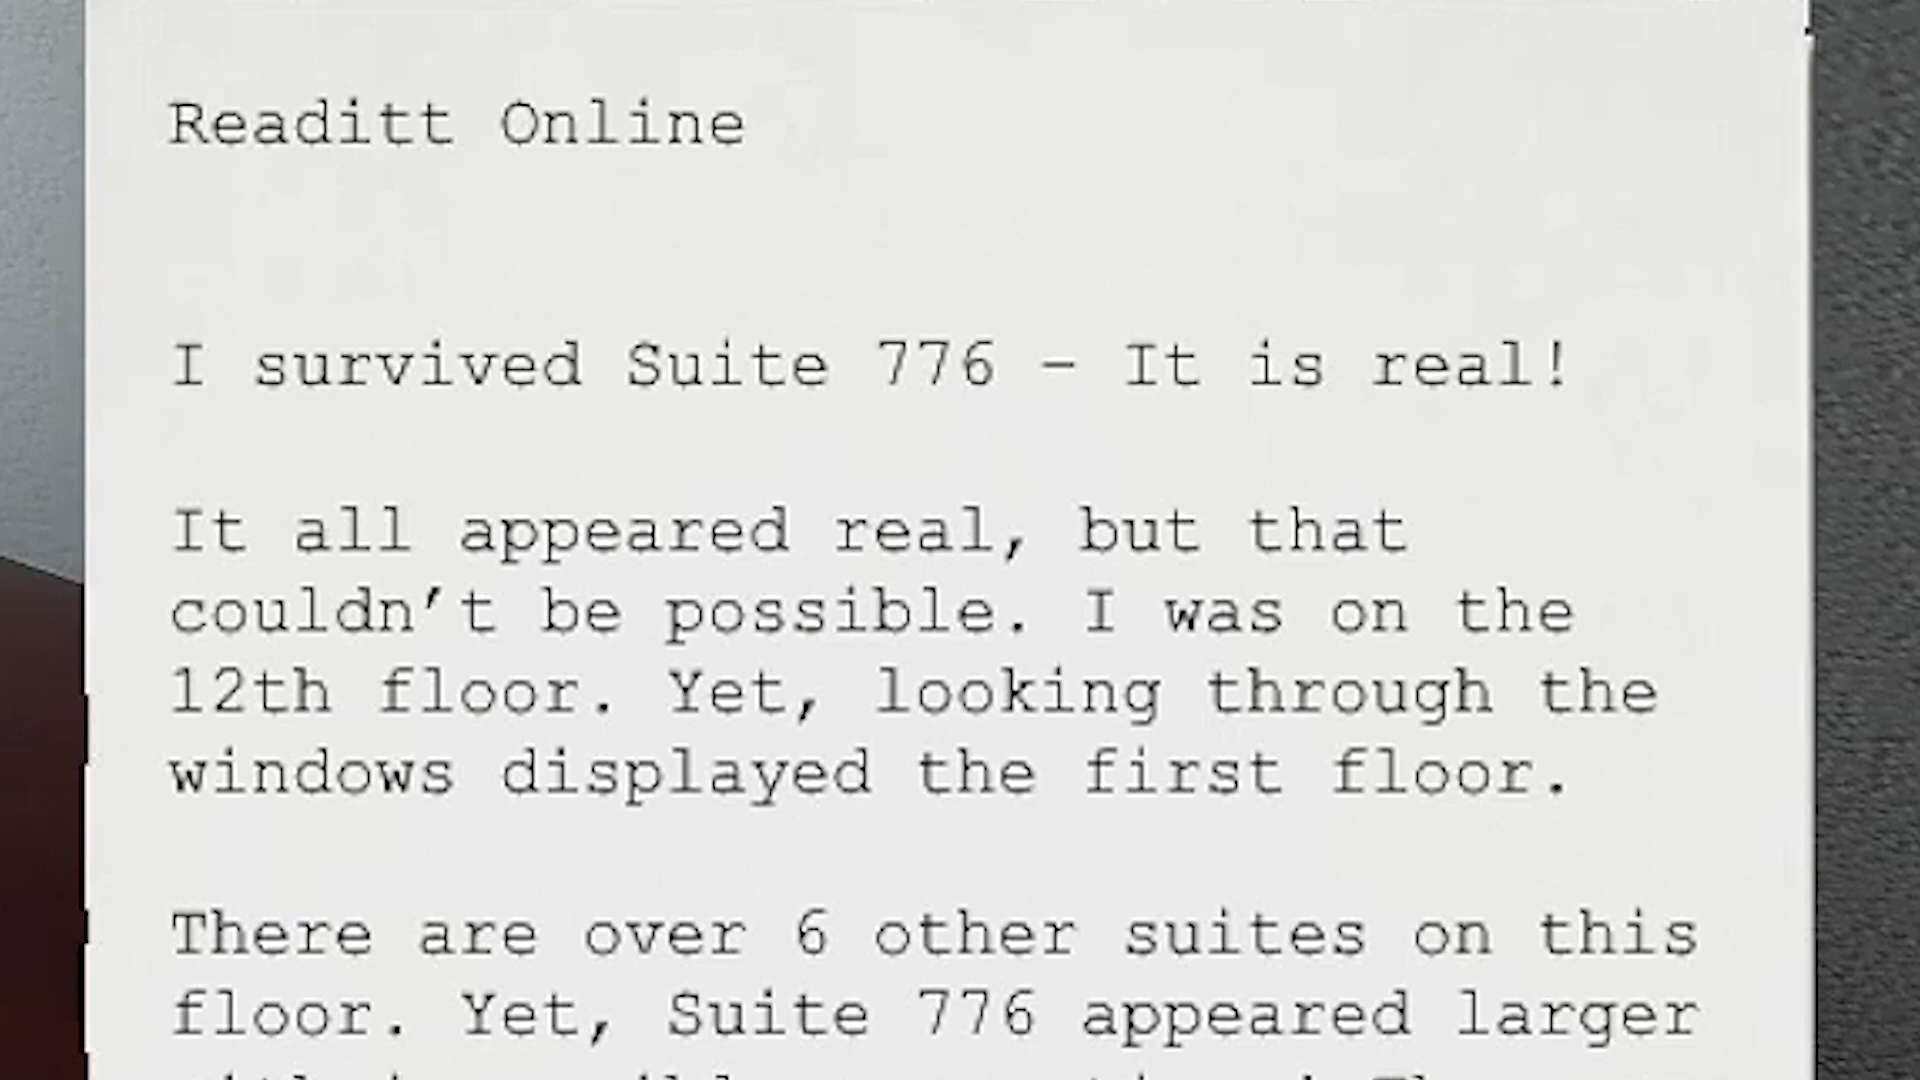 Readitt Online
I survived Suite 776 – It is real!
It all appeared real, but that
couldn't be possible. I was on the
12th floor. Yet, looking through the
windows displayed the first floor.
There are over 6 other suites on this
floor. Yet, Suite 776 appeared larger